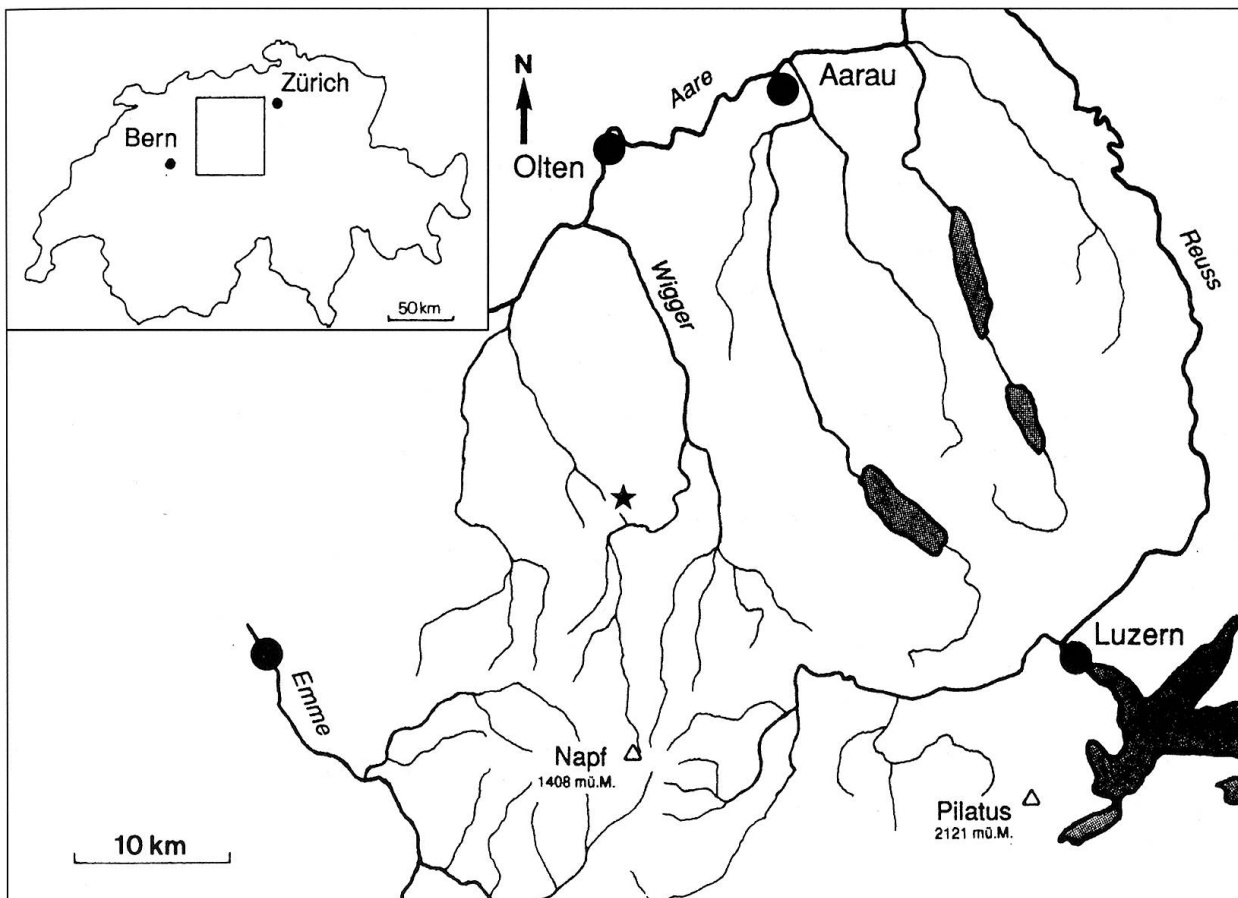 Zürich
Bern
50 km
N
Aare
Aarau
Olten
Wigger
Reuss
Luzern
Emme
Napf
1408 mü.M.
Pilatus
2121 mü.M.
10 km